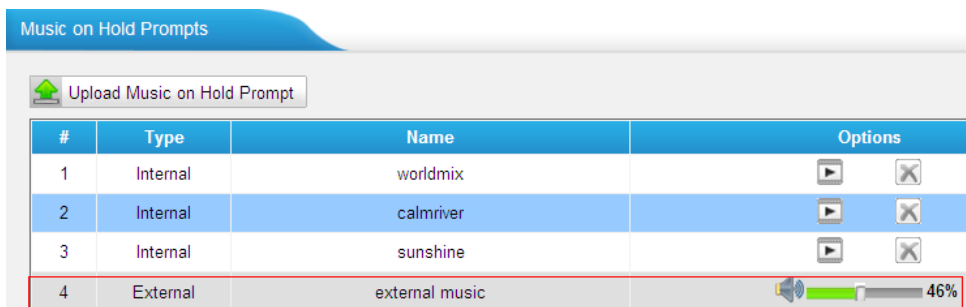 Music on Hold Prompts
Upload Music on Hold Prompt
# Type Name Options
1 Internal worldmix
2 Internal calmriver
3 Internal sunshine
4 External external music 46%